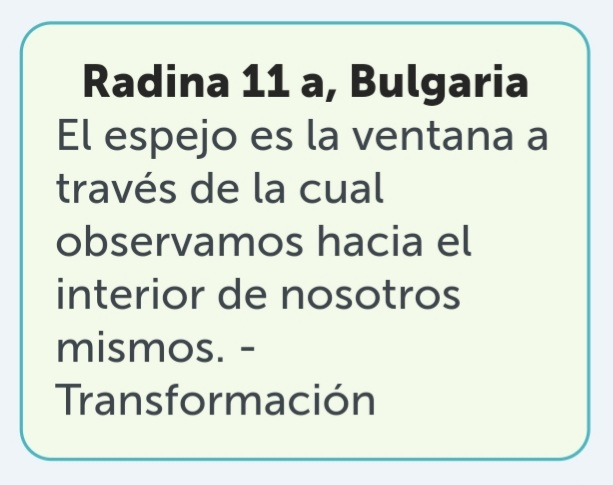 Radina 11 a, Bulgaria
El espejo es la ventana a
través de la cual
observamos hacia el
interior de nosotros
mismos. -
Transformación